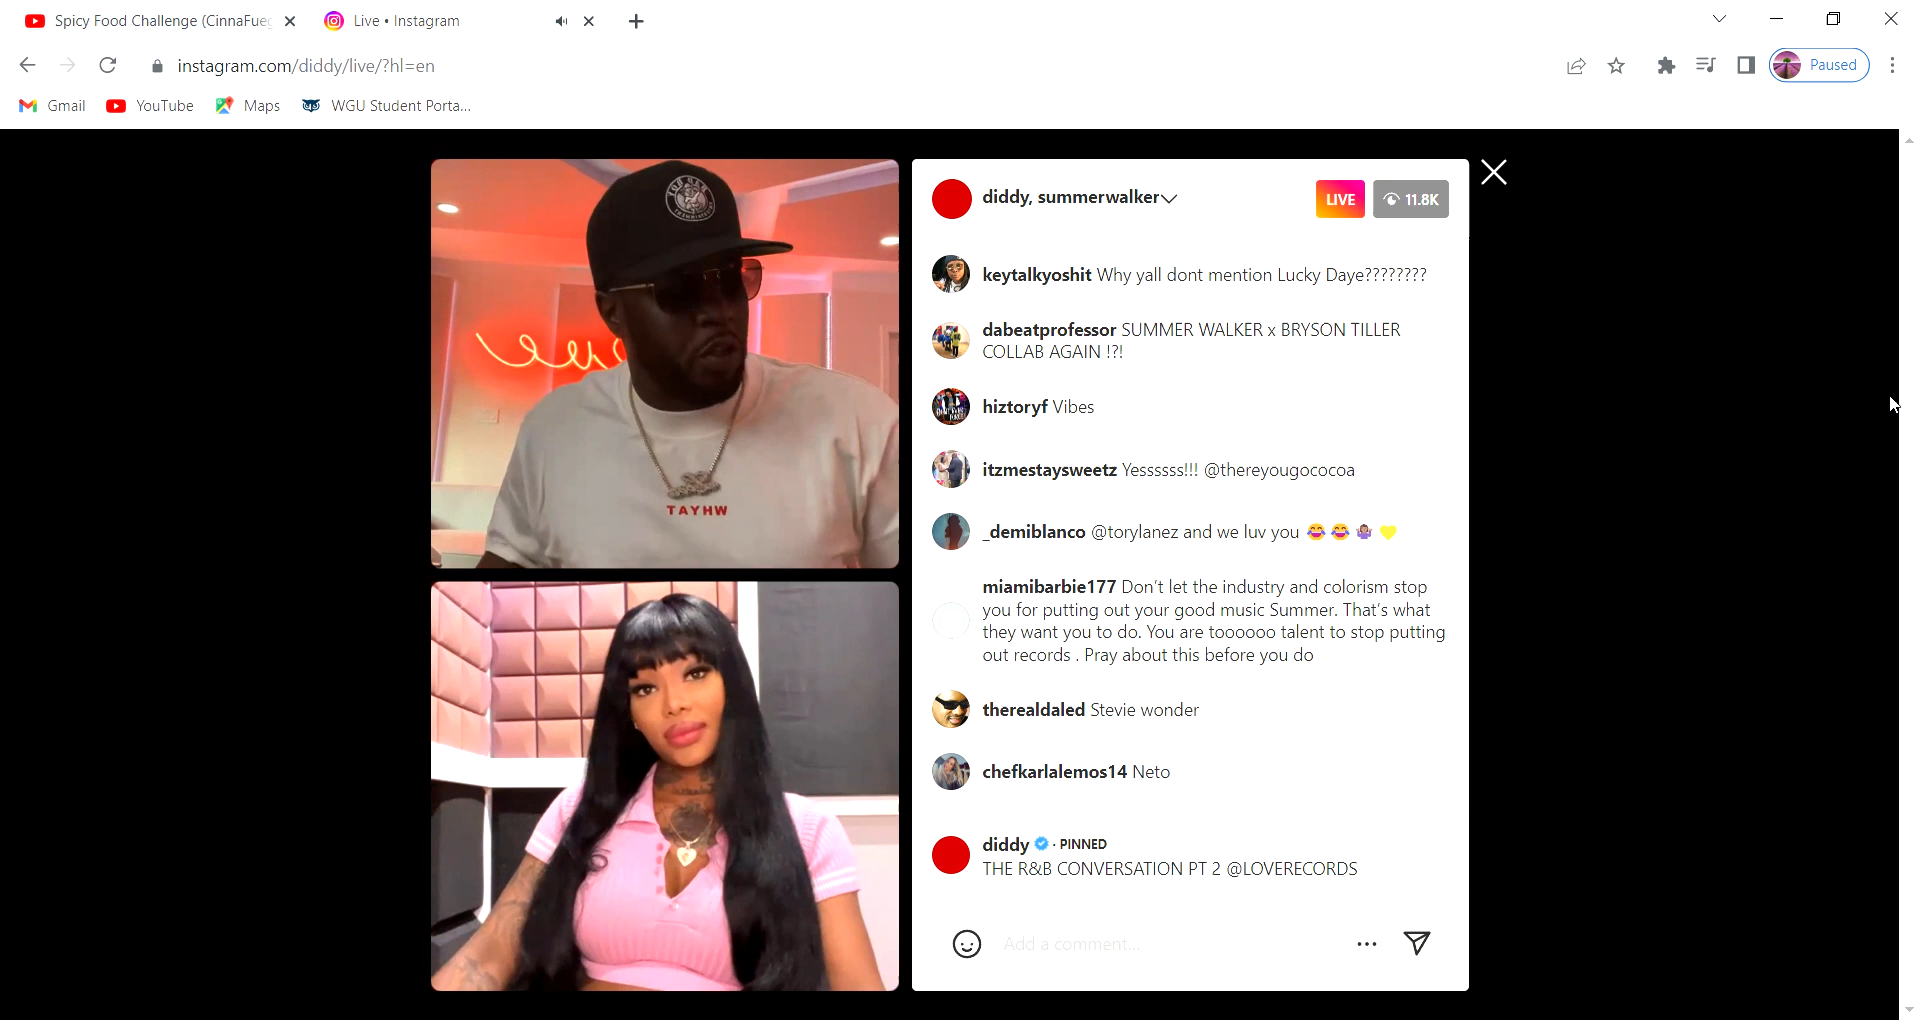 Spicy Food Challenge (CinnaFueg
Live • Instagram
instagram.com/diddy/live/?hl=en
Paused
Gmail
YouTube
Maps
WGU Student Porta...
TAYHW
diddy, summerwalker
LIVE
11.8K
keytalkyoshit Why yall dont mention Lucky Daye????????
dabeatprofessor SUMMER WALKER x BRYSON TILLER
COLLAB AGAIN !?!
hiztoryf Vibes
itzmestaysweetz Yessssss!!! @thereyougococoa
_demiblanco @torylanez and we luv you 😂 😂 🤷🏽 💛
miamibarbie177 Don't let the industry and colorism stop
you for putting out your good music Summer. That's what
they want you to do. You are toooooo talent to stop putting
out records . Pray about this before you do
therealdaled Stevie wonder
chefkarlalemos14 Neto
diddy · PINNED
THE R&B CONVERSATION PT 2 @LOVERECORDS
Add a comment...